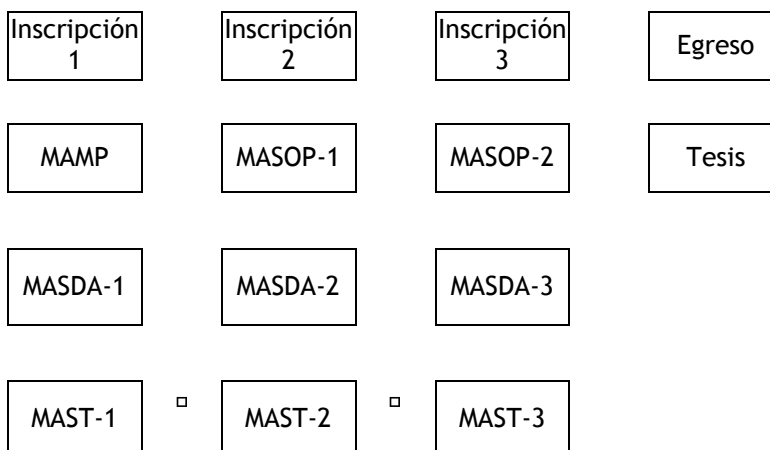 Inscripción
1
Inscripción
2
Inscripción
3
Egreso
MAMP
MASOP-1
MASOP-2
Tesis
MASDA-1
MASDA-2
MASDA-3
MAST-1
MAST-2
MAST-3